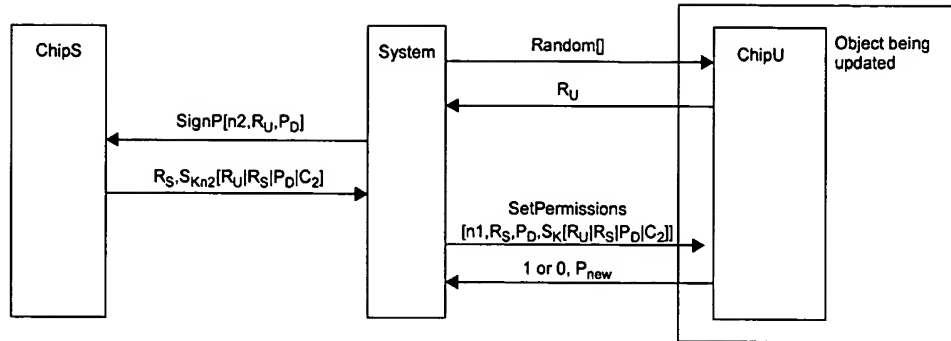 ChipS
System
Random[]
ChipU
Object being
updated
R_U
SignP[n2,R_U,P_D]
R_S,S_Kn2[R_U|R_S|P_D|C_2]
SetPermissions
[n1,R_S,P_D,S_K[R_U|R_S|P_D|C_2]]
1 or 0, P_new